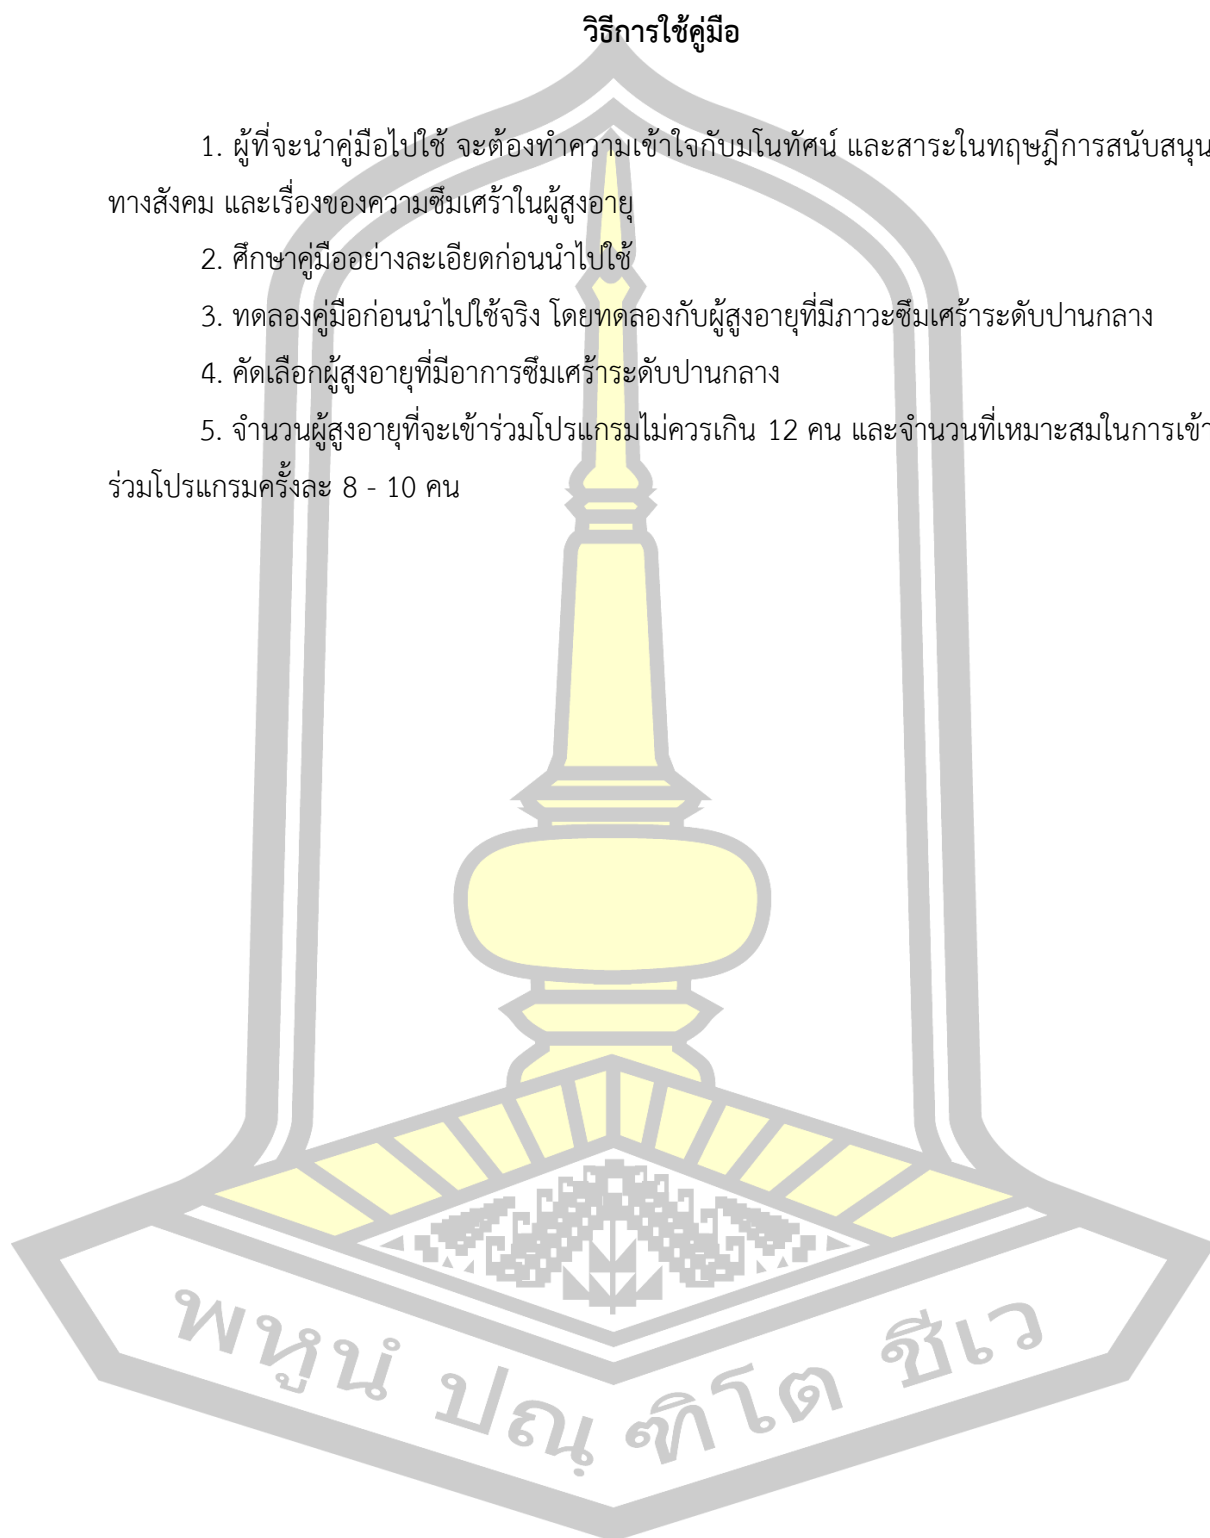 วิธีการใช้คู่มือ
1. ผู้ที่จะนำคู่มือไปใช้ จะต้องทำความเข้าใจกับมโนทัศน์ และสาระในทฤษฎีการสนับสนุน
ทางสังคม และเรื่องของความซึมเศร้าในผู้สูงอายุ
2. ศึกษาคู่มืออย่างละเอียดก่อนนำไปใช้
3. ทดลองคู่มือก่อนนำไปใช้จริง โดยทดลองกับผู้สูงอายุที่มีภาวะซึมเศร้าระดับปานกลาง
4. คัดเลือกผู้สูงอายุที่มีอาการซึมเศร้าระดับปานกลาง
5. จำนวนผู้สูงอายุที่จะเข้าร่วมโปรแกรมไม่ควรเกิน 12 คน และจำนวนที่เหมาะสมในการเข้า
ร่วมโปรแกรมครั้งละ 8 - 10 คน
พหูนํ ปณฺ ฑิโต ชีเว